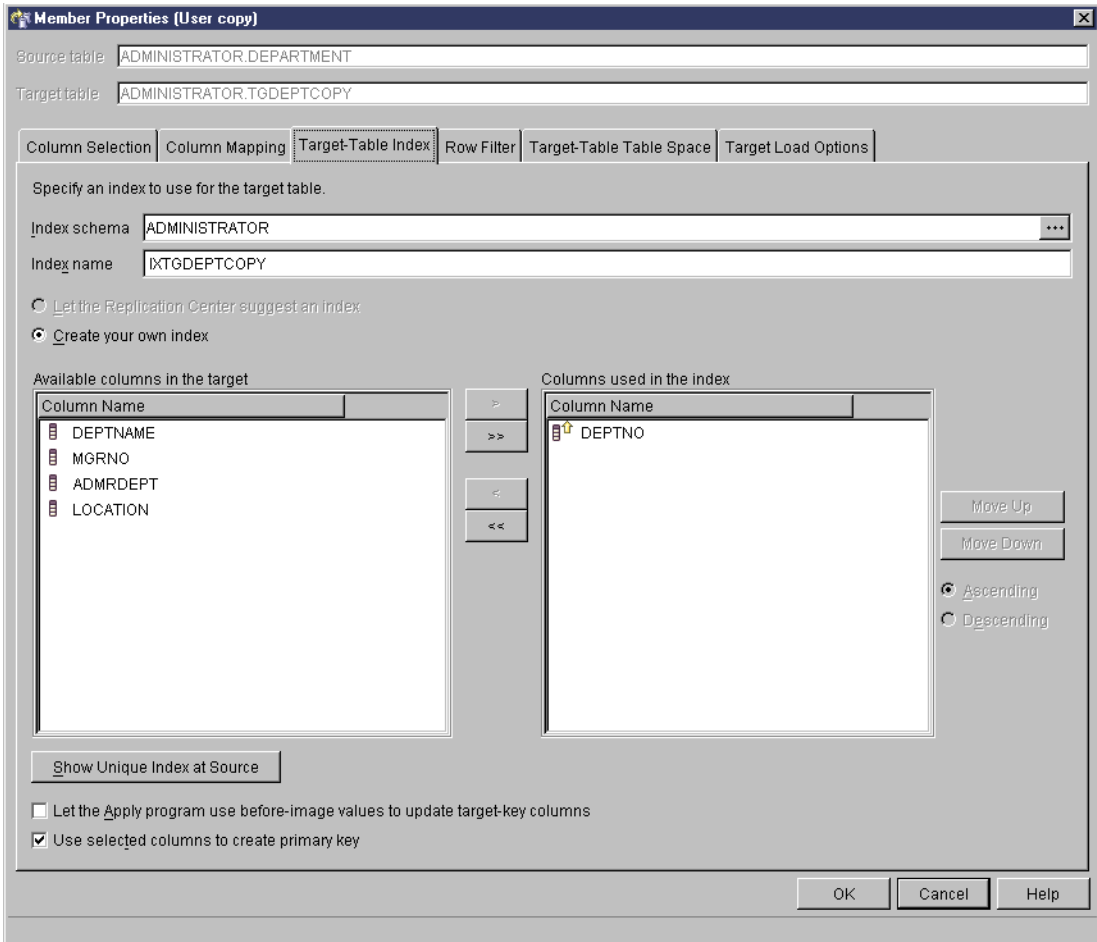 Member Properties (User copy)
Source table ADMINISTRATOR.DEPARTMENT
Target table ADMINISTRATOR.TGDEPTCOPY
Column Selection Column Mapping Target-Table Index Row Filter Target-Table Table Space Target Load Options
Specify an index to use for the target table.
Index schema ADMINISTRATOR ...
Index name IXTGDEPTCOPY
Let the Replication Center suggest an index
Create your own index
Available columns in the target Columns used in the index
Column Name > Column Name
DEPTNAME >> DEPTNO
MGRNO
ADMRDEPT <
LOCATION <<
Move Up
Move Down
Ascending
Descending
Show Unique Index at Source
Let the Apply program use before-image values to update target-key columns
Use selected columns to create primary key
OK Cancel Help